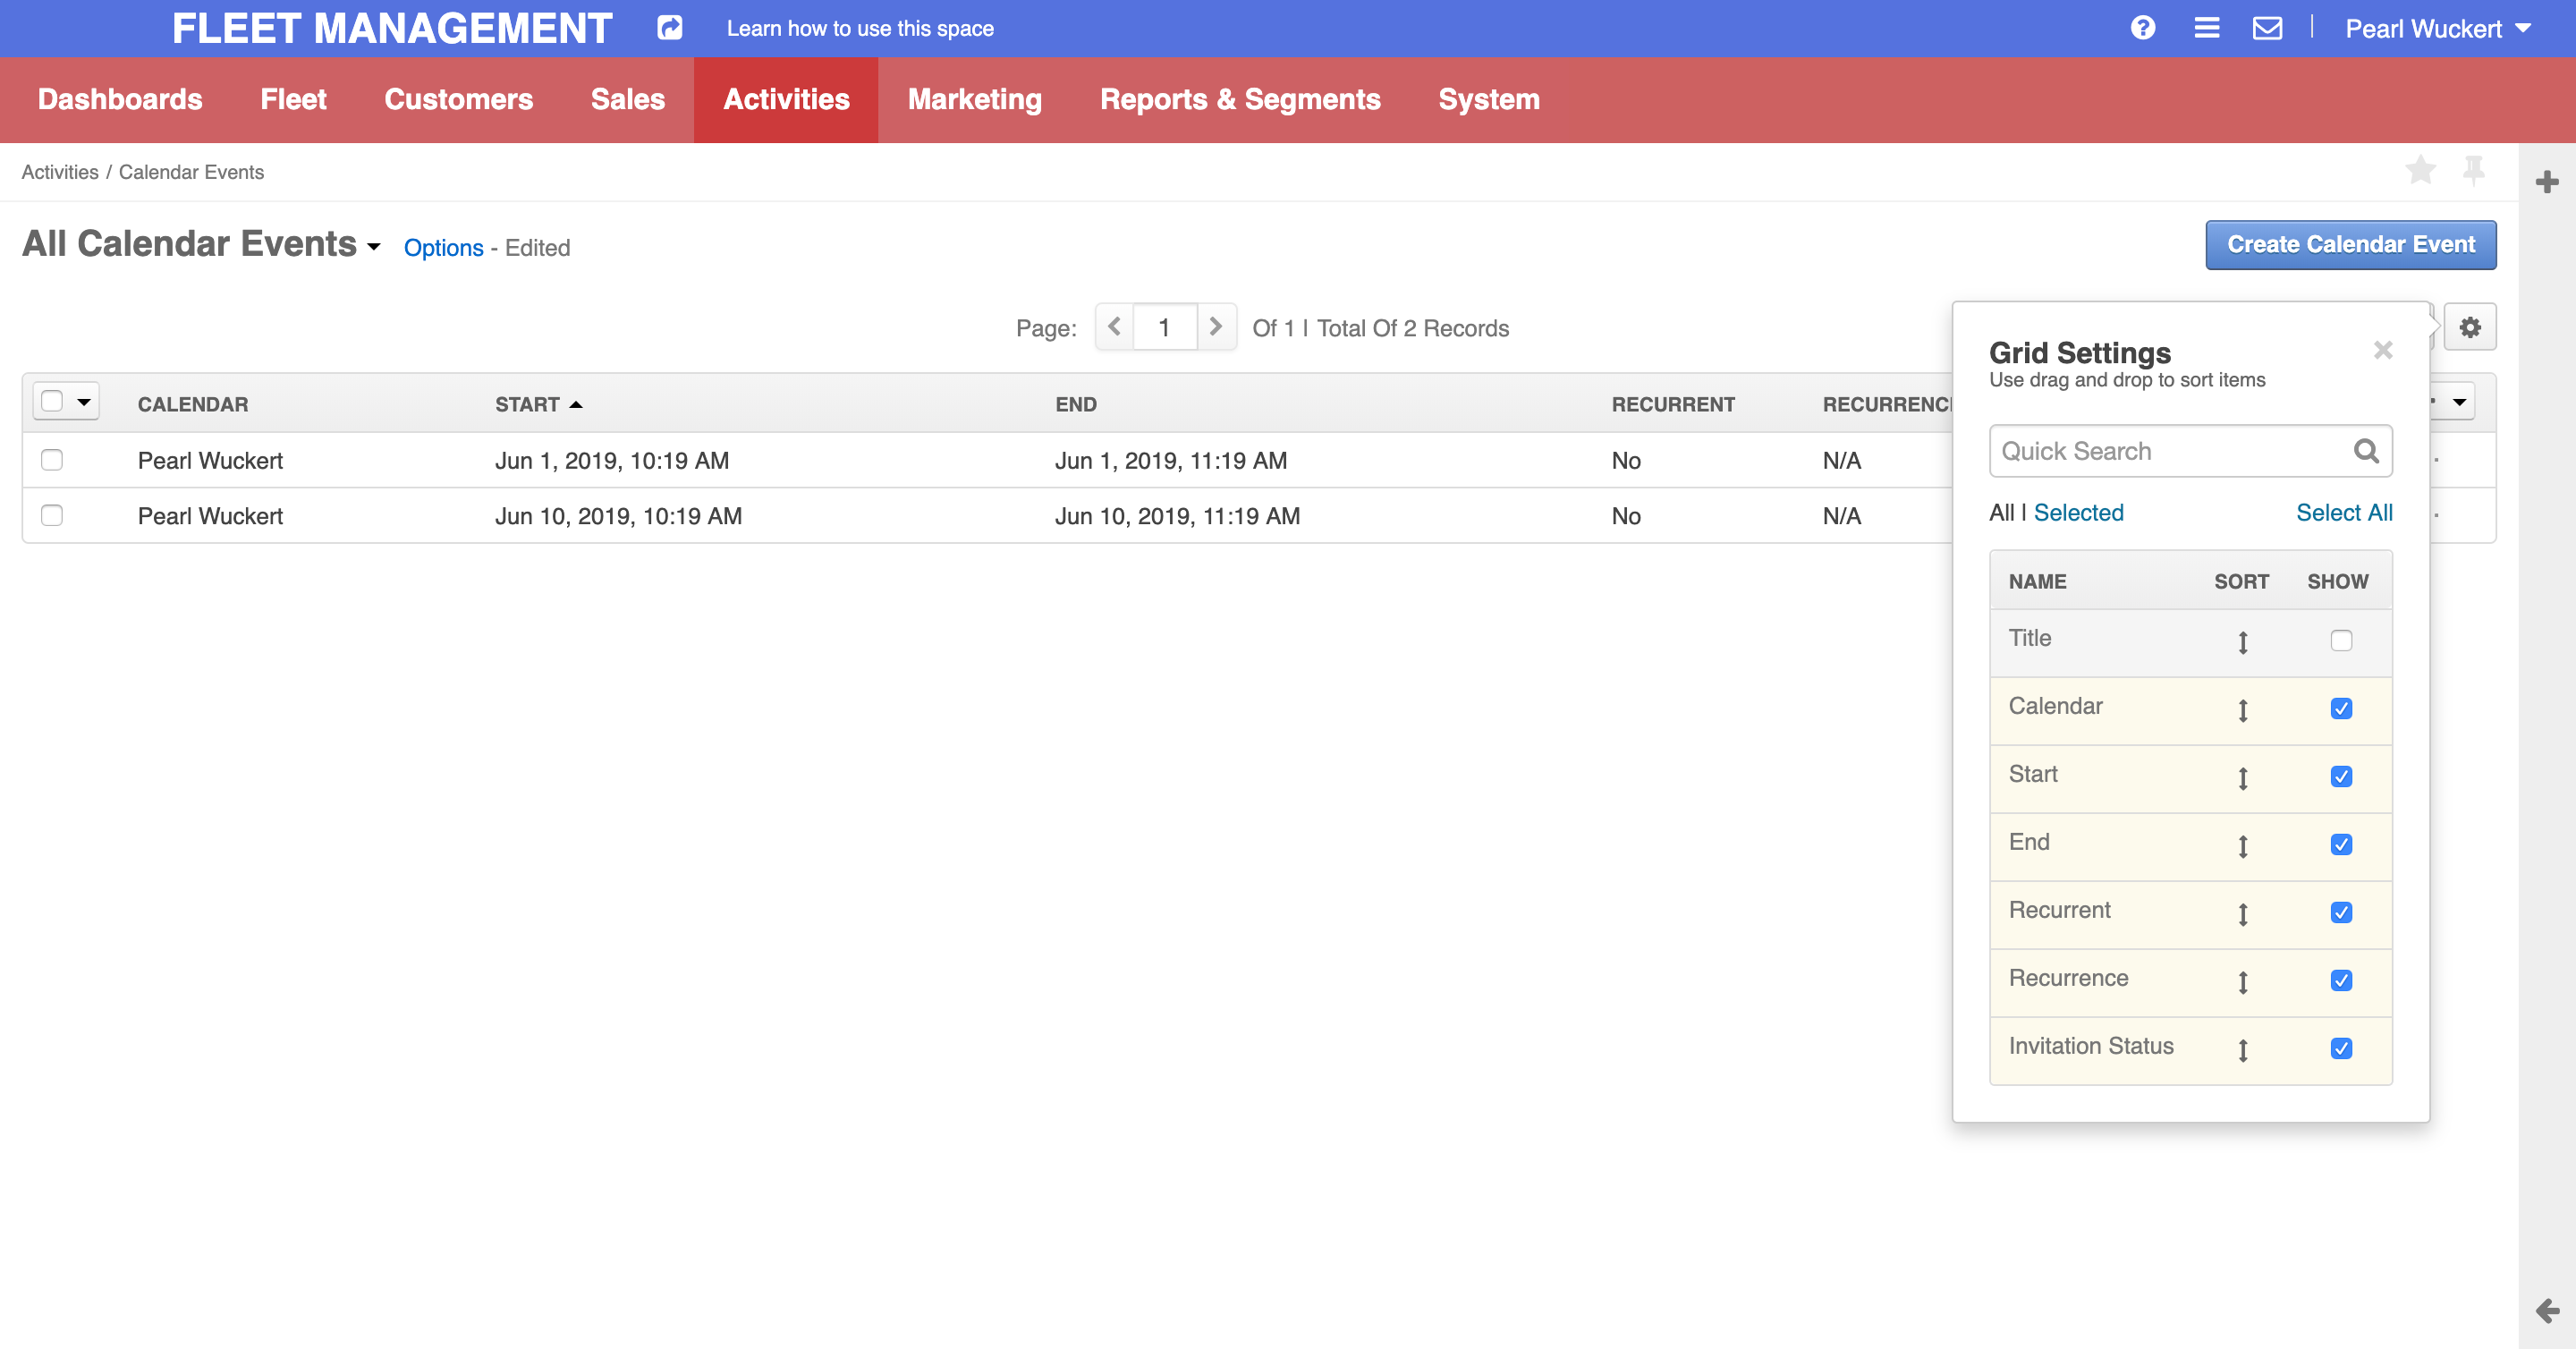 FLEET MANAGEMENT Learn how to use this space Pearl Wuckert
Dashboards Fleet Customers Sales Activities Marketing Reports & Segments System
Activities / Calendar Events
All Calendar Events Options - Edited Create Calendar Event
Page: 1 Of 1 | Total Of 2 Records
CALENDAR START END RECURRENT
Pearl Wuckert Jun 1, 2019, 10:19 AM Jun 1, 2019, 11:19 AM No N/A
Pearl Wuckert Jun 10, 2019, 10:19 AM Jun 10, 2019, 11:19 AM No N/A
Grid Settings
Use drag and drop to sort items
Quick Search
All | Selected Select All
NAME SORT SHOW
Title
Calendar
Start
End
Recurrent
Recurrence
Invitation Status